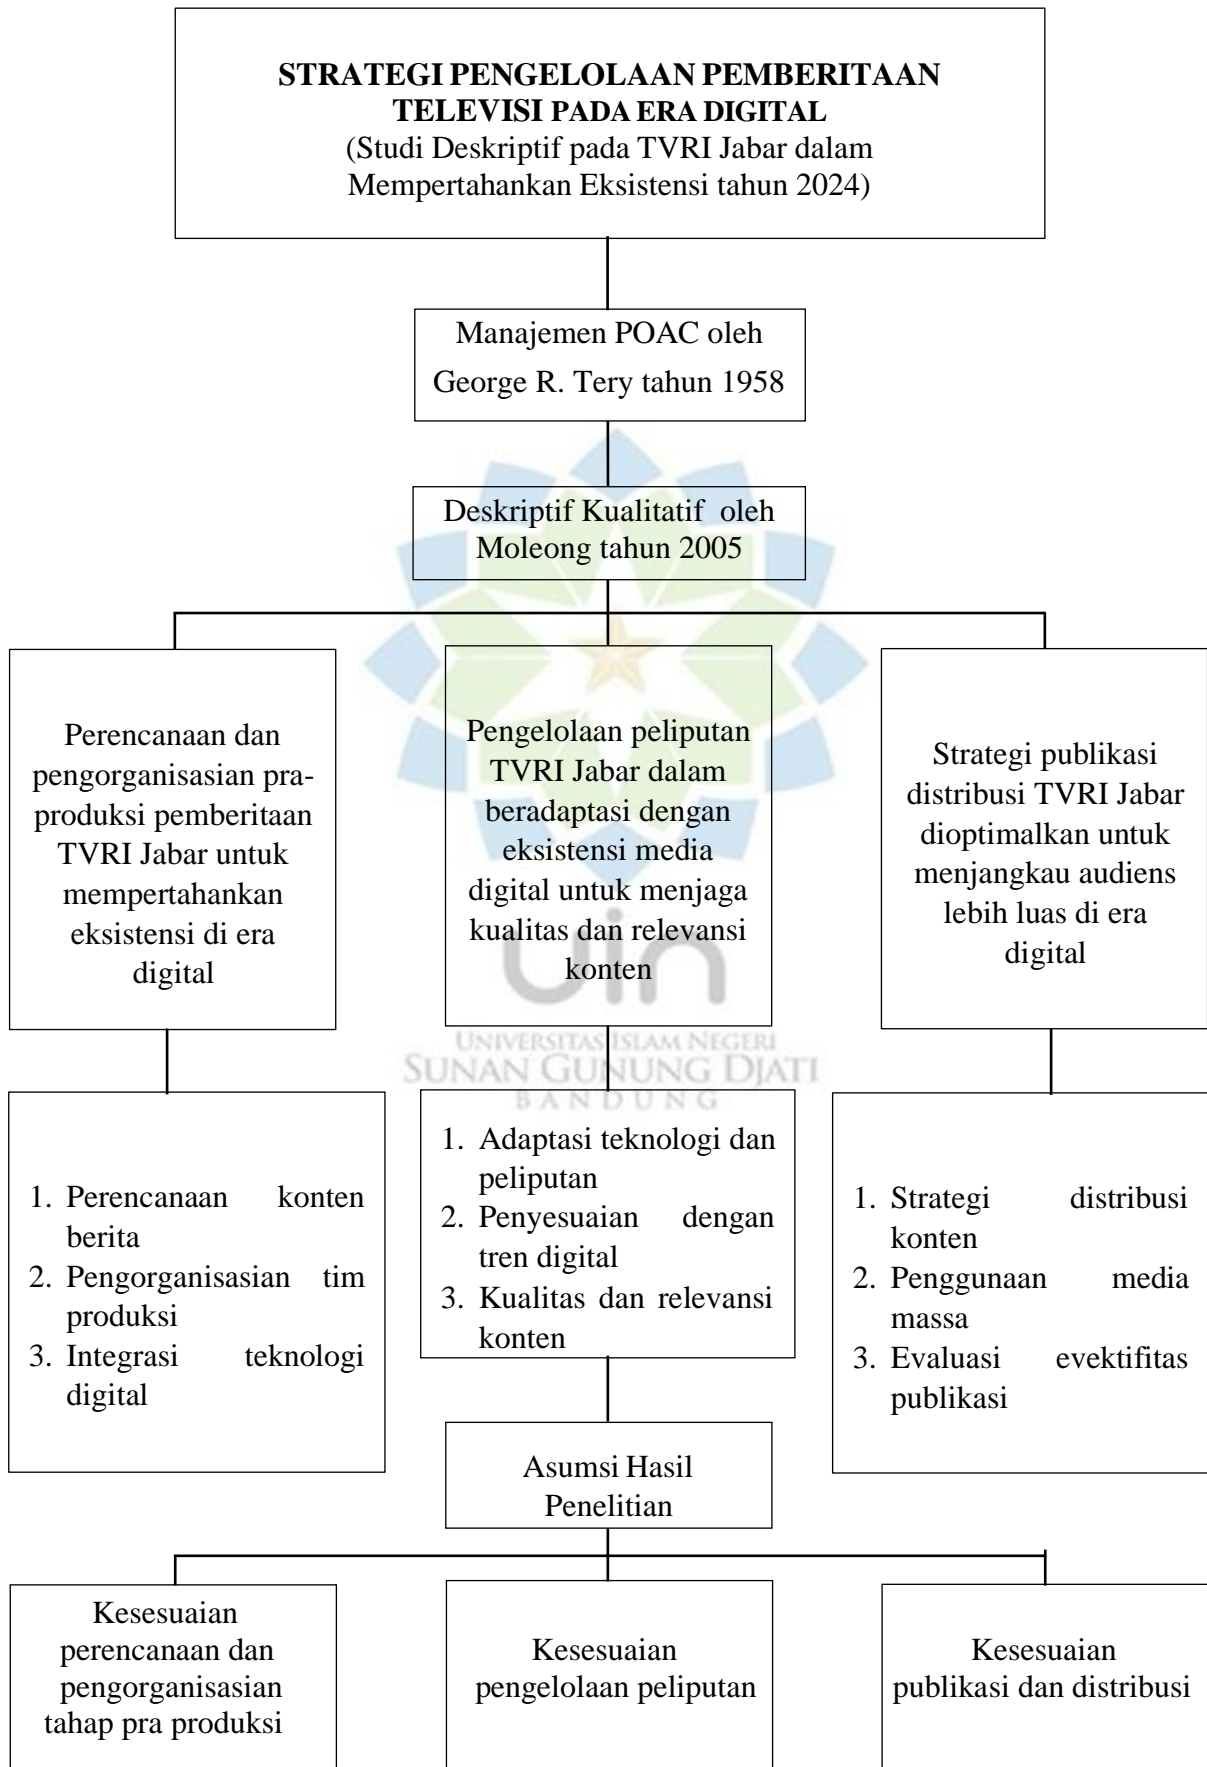 STRATEGI PENGELOLAAN PEMBERITAAN
TELEVISI PADA ERA DIGITAL
(Studi Deskriptif pada TVRI Jabar dalam
Mempertahankan Eksistensi tahun 2024)
Manajemen POAC oleh
George R. Tery tahun 1958
Deskriptif Kualitatif oleh
Moleong tahun 2005
Perencanaan dan
pengorganisasian pra-
produksi pemberitaan
TVRI Jabar untuk
mempertahankan
eksistensi di era
digital
Pengelolaan peliputan
TVRI Jabar dalam
beradaptasi dengan
eksistensi media
digital untuk menjaga
kualitas dan relevansi
konten
Strategi publikasi
distribusi TVRI Jabar
dioptimalkan untuk
menjangkau audiens
lebih luas di era
digital
uin
UNIVERSITAS ISLAM NEGERI
SUNAN GUNUNG DJATI
BANDUNG
1. Perencanaan konten
berita
2. Pengorganisasian tim
produksi
3. Integrasi teknologi
digital
1. Adaptasi teknologi dan
peliputan
2. Penyesuaian dengan
tren digital
3. Kualitas dan relevansi
konten
1. Strategi distribusi
konten
2. Penggunaan media
massa
3. Evaluasi evektifitas
publikasi
Asumsi Hasil
Penelitian
Kesesuaian
perencanaan dan
pengorganisasian
tahap pra produksi
Kesesuaian
pengelolaan peliputan
Kesesuaian
publikasi dan distribusi